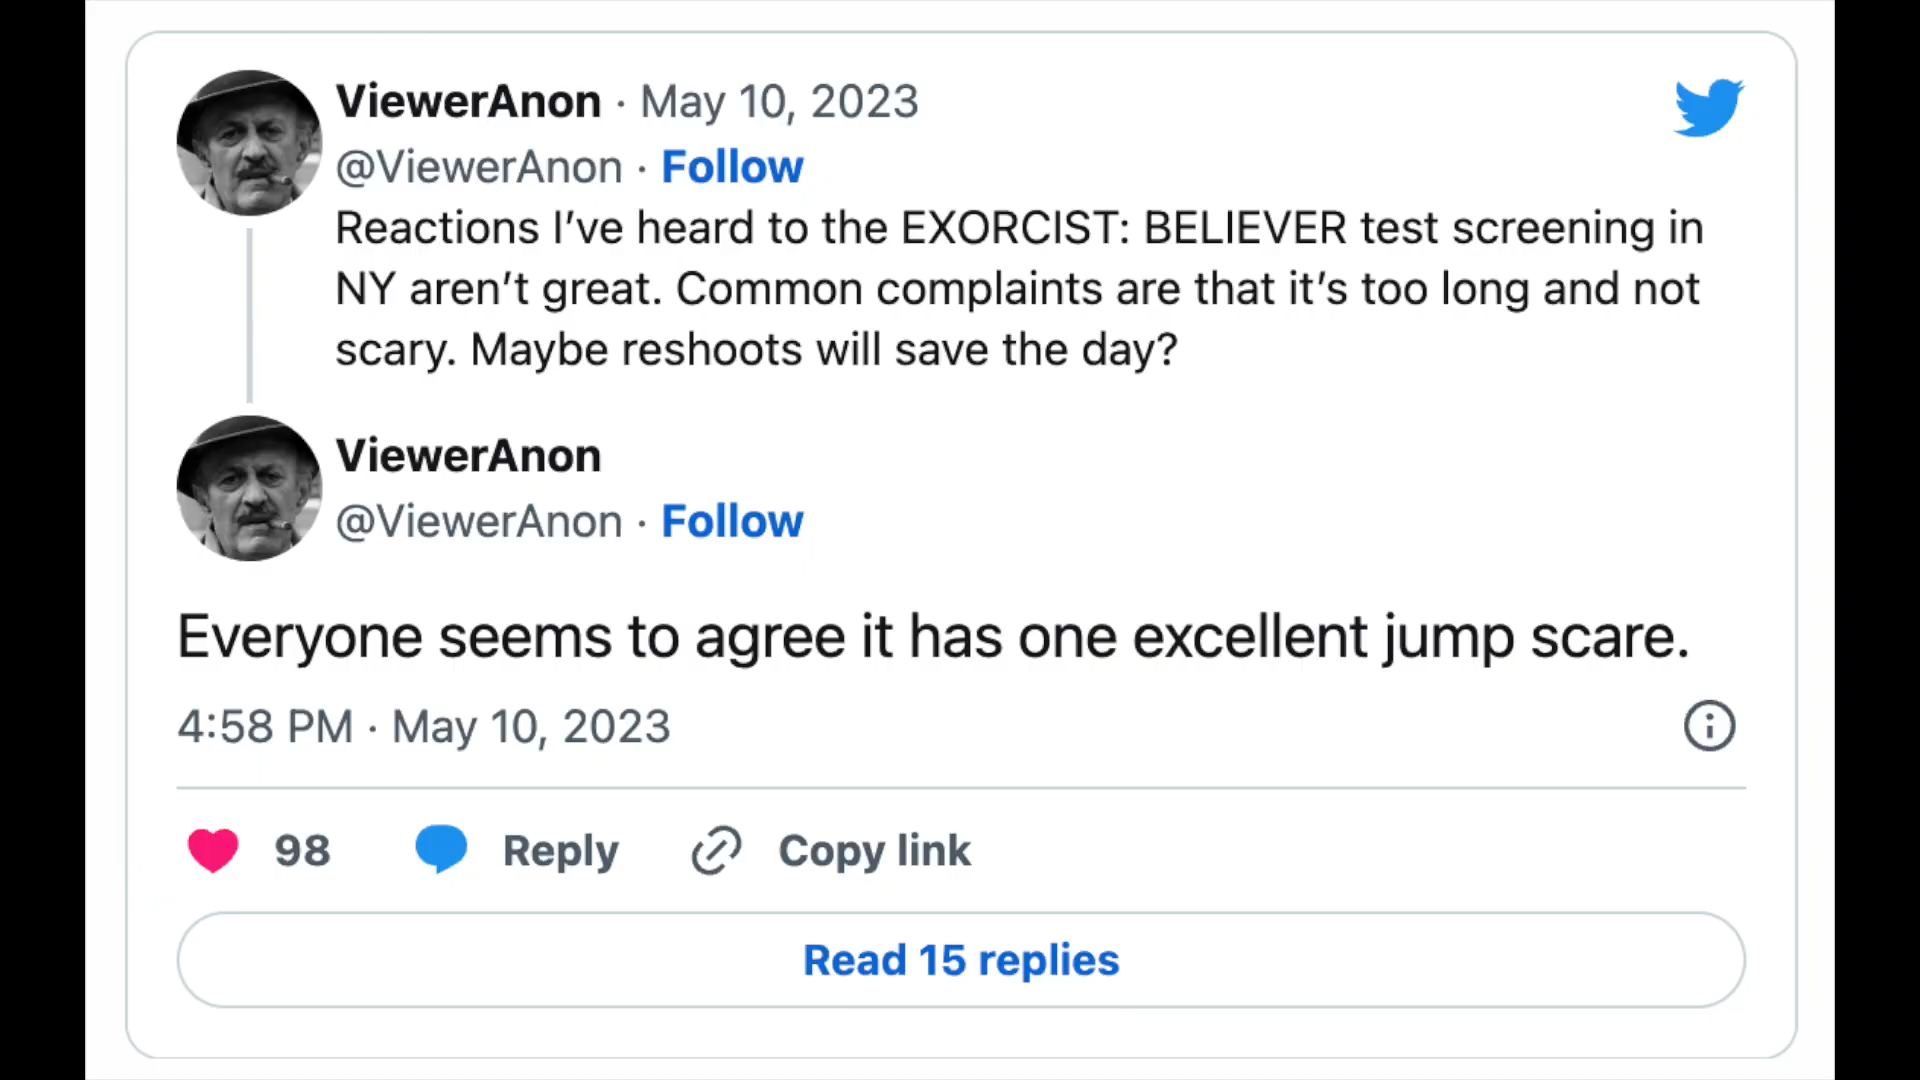 ViewerAnon · May 10, 2023
@ViewerAnon · Follow
Reactions I’ve heard to the EXORCIST: BELIEVER test screening in
NY aren’t great. Common complaints are that it’s too long and not
scary. Maybe reshoots will save the day?
ViewerAnon
@ViewerAnon · Follow
Everyone seems to agree it has one excellent jump scare.
4:58 PM · May 10, 2023
98 Reply Copy link
Read 15 replies